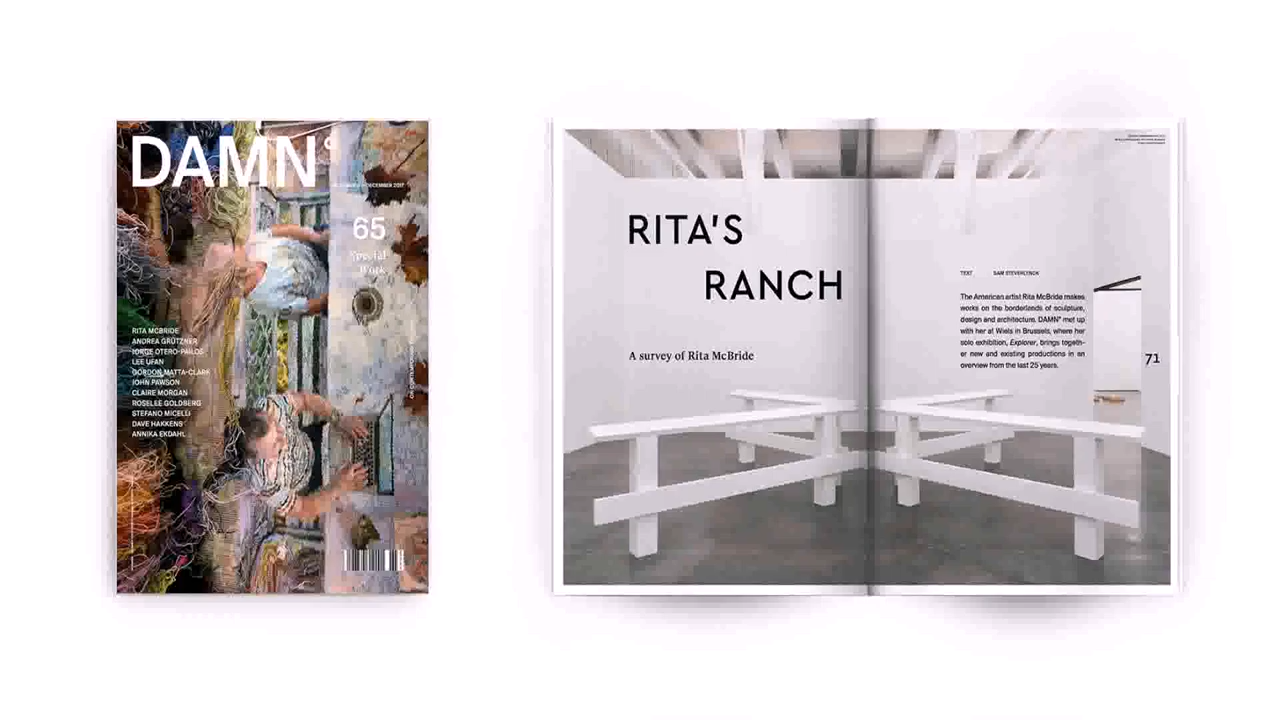 DAMN°
DECEMBER 2017
65
Special
Work
RITA MCBRIDE
ANDREA GRÜTZNER
JORGE OTERO-PAILOS
LEE UFAN
GORDON MATTA-CLARK
JOHN PAWSON
CLAIRE MORGAN
ROSELEE GOLDBERG
STEFANO MICELLI
DAVE HAKKENS
ANNIKA EKDAHL
RITA'S
RANCH
A survey of Rita McBride
TEXT SAM STEVERLYNCK
The American artist Rita McBride makes
works on the borderlands of sculpture,
design and architecture. DAMN° met up
with her at Wiels in Brussels, where her
solo exhibition, Explorer, brings togeth-
er new and existing productions in an
overview from the last 25 years.
71